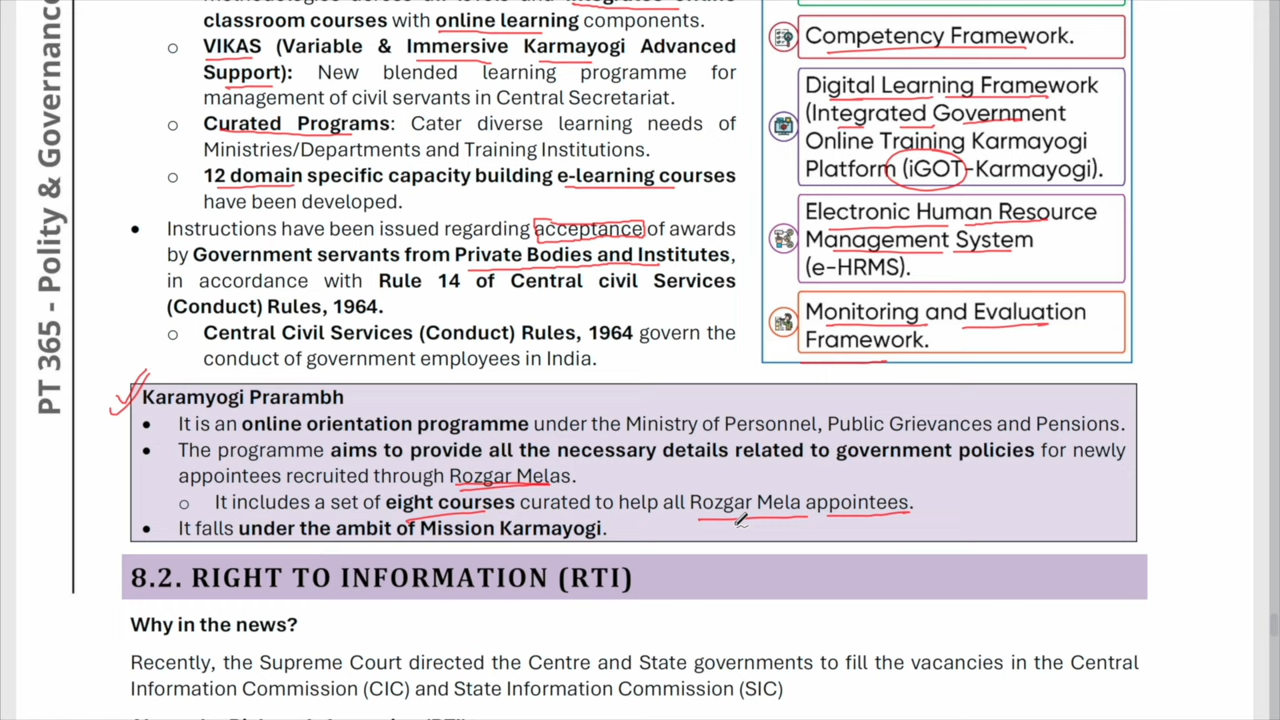 methodologies across all levels and integrated online
classroom courses with online learning components.
o VIKAS (Variable & Immersive Karmayogi Advanced
Support): New blended learning programme for
management of civil servants in Central Secretariat.
o Curated Programs: Cater diverse learning needs of
Ministries/Departments and Training Institutions.
o 12 domain specific capacity building e-learning courses
have been developed.
• Instructions have been issued regarding acceptance of awards
by Government servants from Private Bodies and Institutes,
in accordance with Rule 14 of Central civil Services
(Conduct) Rules, 1964.
o Central Civil Services (Conduct) Rules, 1964 govern the
conduct of government employees in India.
Competency Framework.
Digital Learning Framework
(Integrated Government
Online Training Karmayogi
Platform (iGOT-Karmayogi).
Electronic Human Resource
Management System
(e-HRMS).
Monitoring and Evaluation
Framework.
PT 365 - Polity & Governance
Karamyogi Prarambh
• It is an online orientation programme under the Ministry of Personnel, Public Grievances and Pensions.
• The programme aims to provide all the necessary details related to government policies for newly
appointees recruited through Rozgar Melas.
o It includes a set of eight courses curated to help all Rozgar Mela appointees.
• It falls under the ambit of Mission Karmayogi.
8.2. RIGHT TO INFORMATION (RTI)
Why in the news?
Recently, the Supreme Court directed the Centre and State governments to fill the vacancies in the Central
Information Commission (CIC) and State Information Commission (SIC)